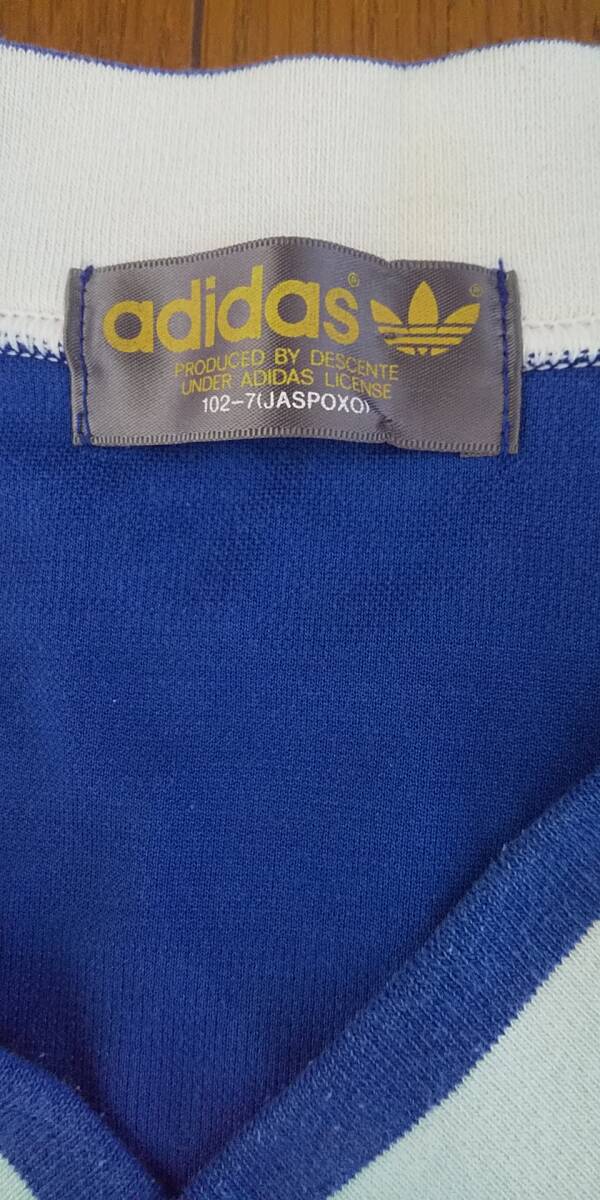 adidas®
PRODUCED BY DESCENTE
UNDER ADIDAS LICENSE
102-7(JASPOXO)